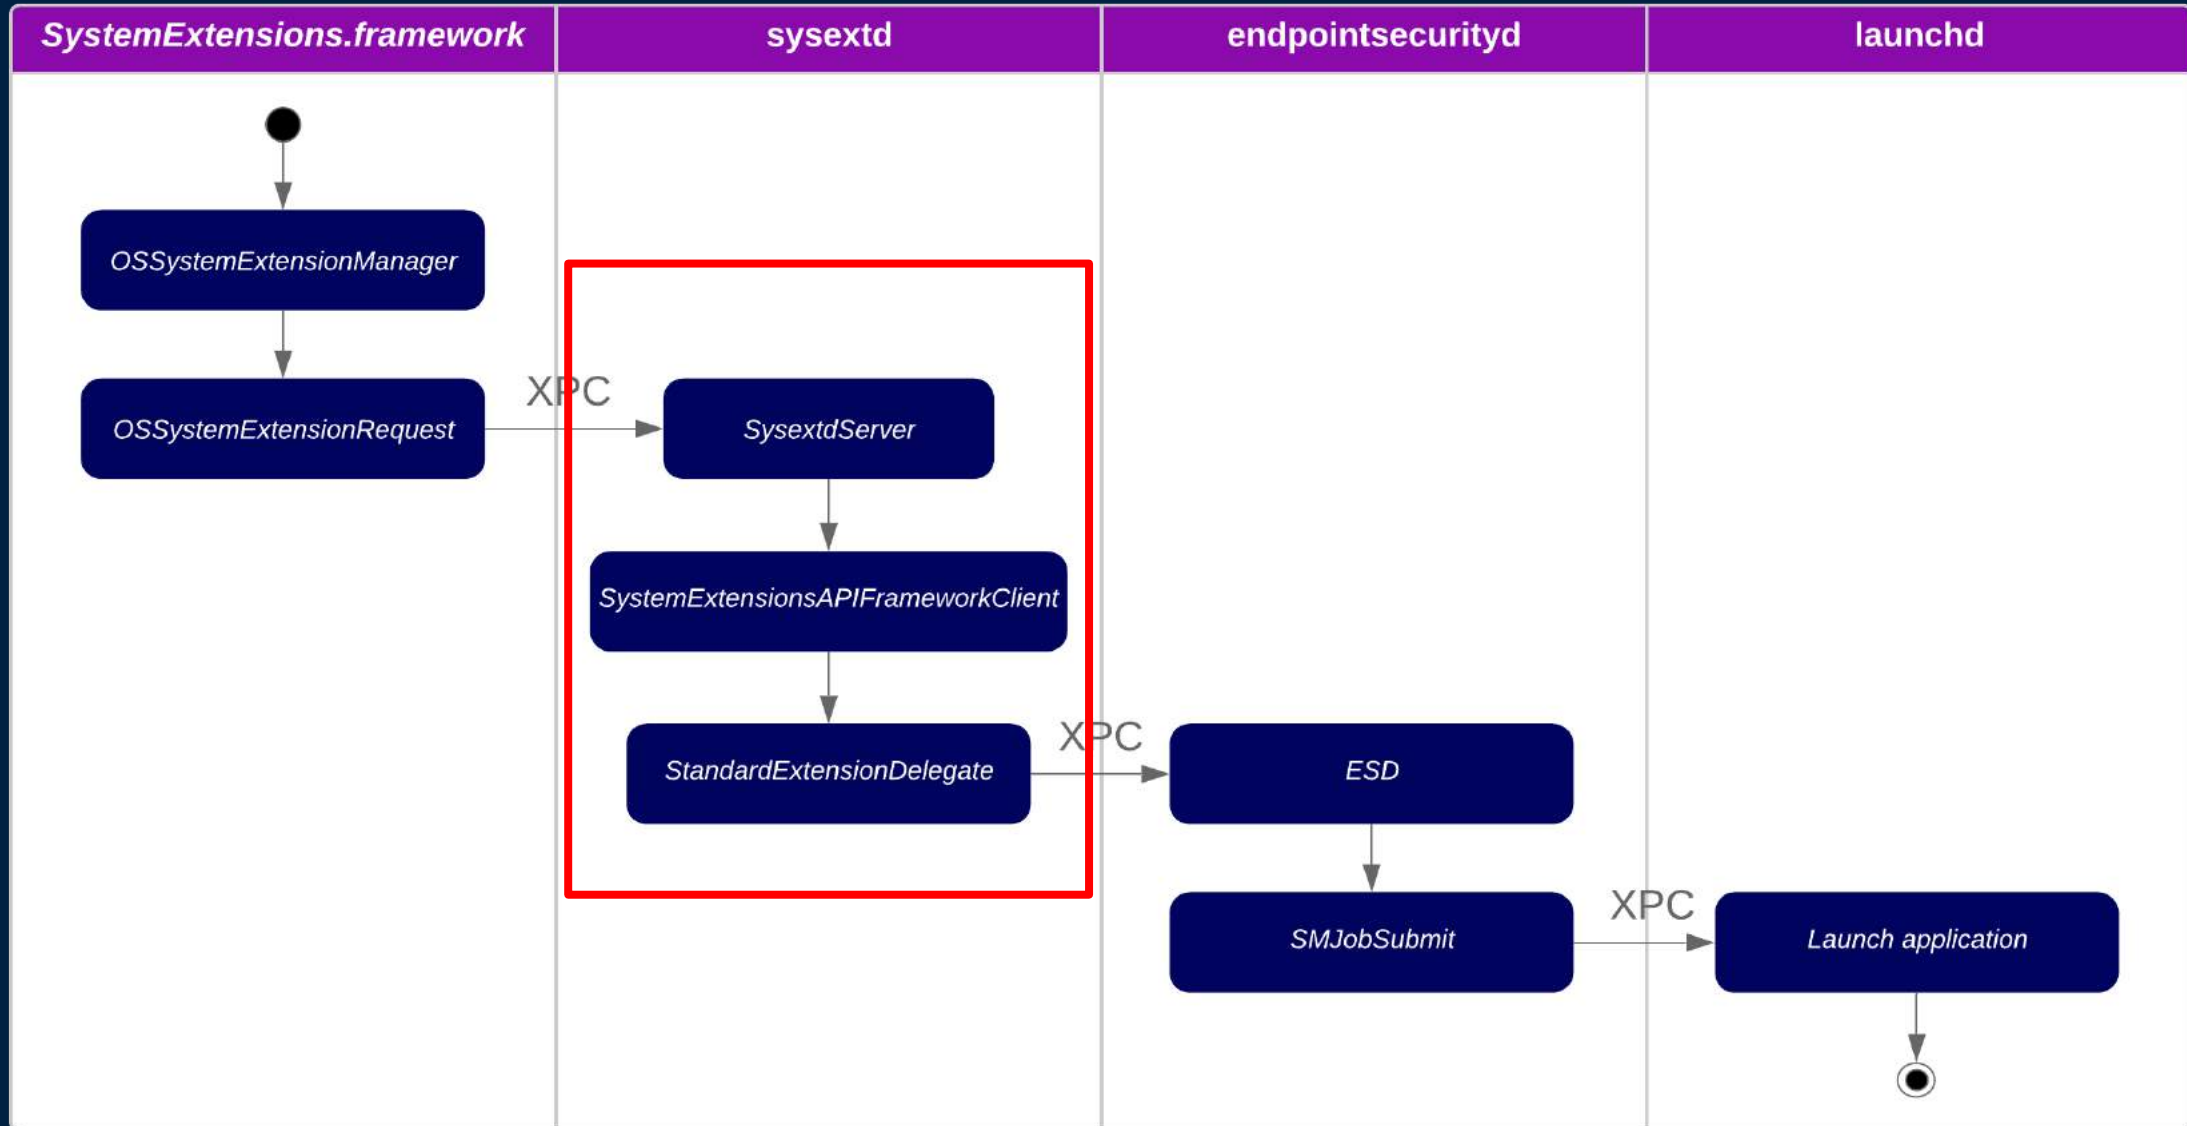 SystemExtensions.framework
sysextd
endpointsecurityd
launchd
OSSystemExtensionManager
OSSystemExtensionRequest
XPC
SysextdServer
SystemExtensionsAPIFrameworkClient
StandardExtensionDelegate
XPC
ESD
SMJobSubmit
XPC
Launch application